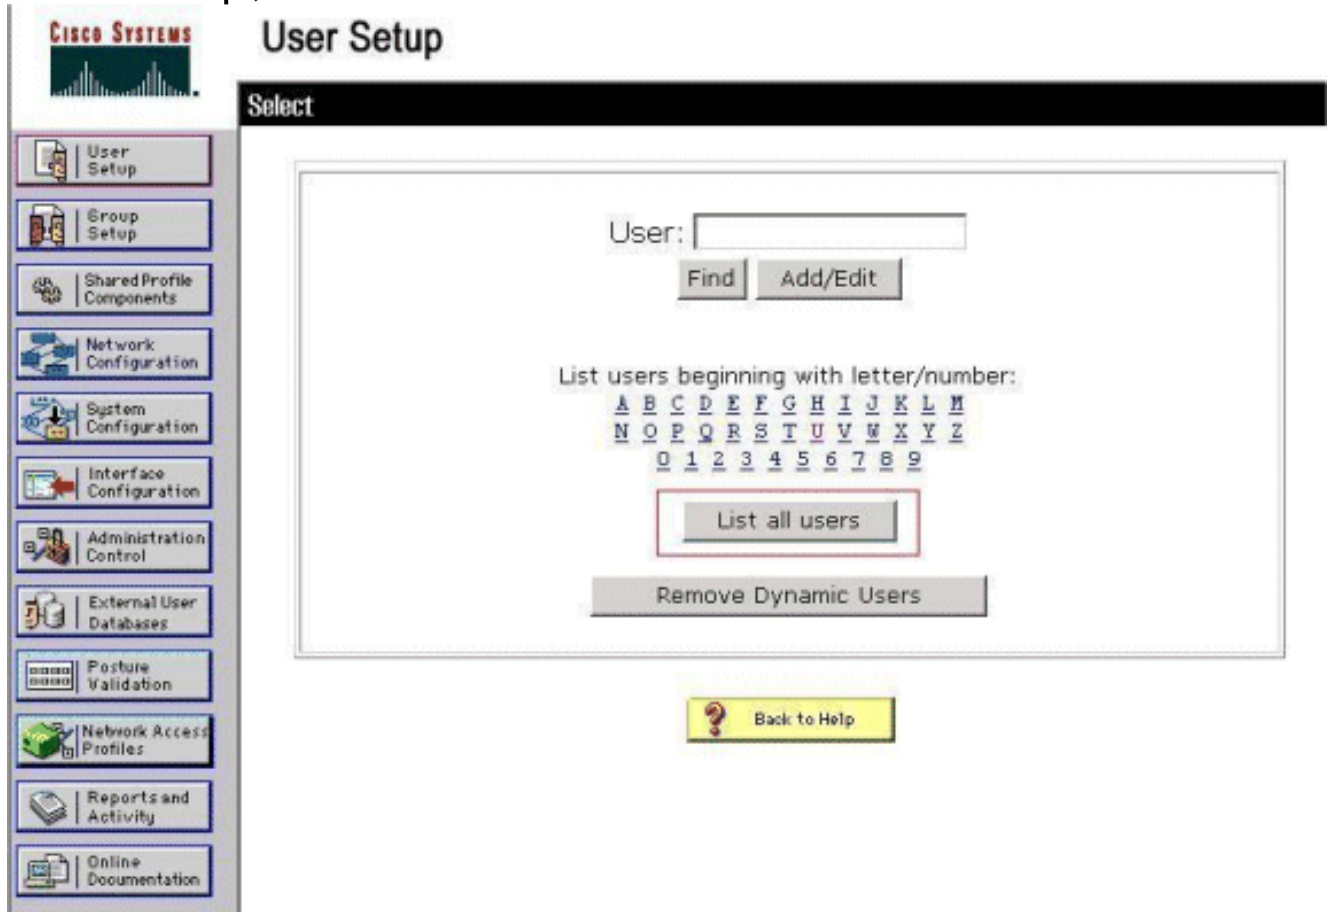 CISCO SYSTEMS
User Setup
Select
User
Setup
Group
Setup
Shared Profile
Components
Network
Configuration
System
Configuration
Interface
Configuration
Administration
Control
External User
Databases
Posture
Validation
Network Access
Profiles
Reports and
Activity
Online
Documentation
User:
Find Add/Edit
List users beginning with letter/number:
A B C D E F G H I J K L M
N O P Q R S T U V W X Y Z
0 1 2 3 4 5 6 7 8 9
List all users
Remove Dynamic Users
? Back to Help